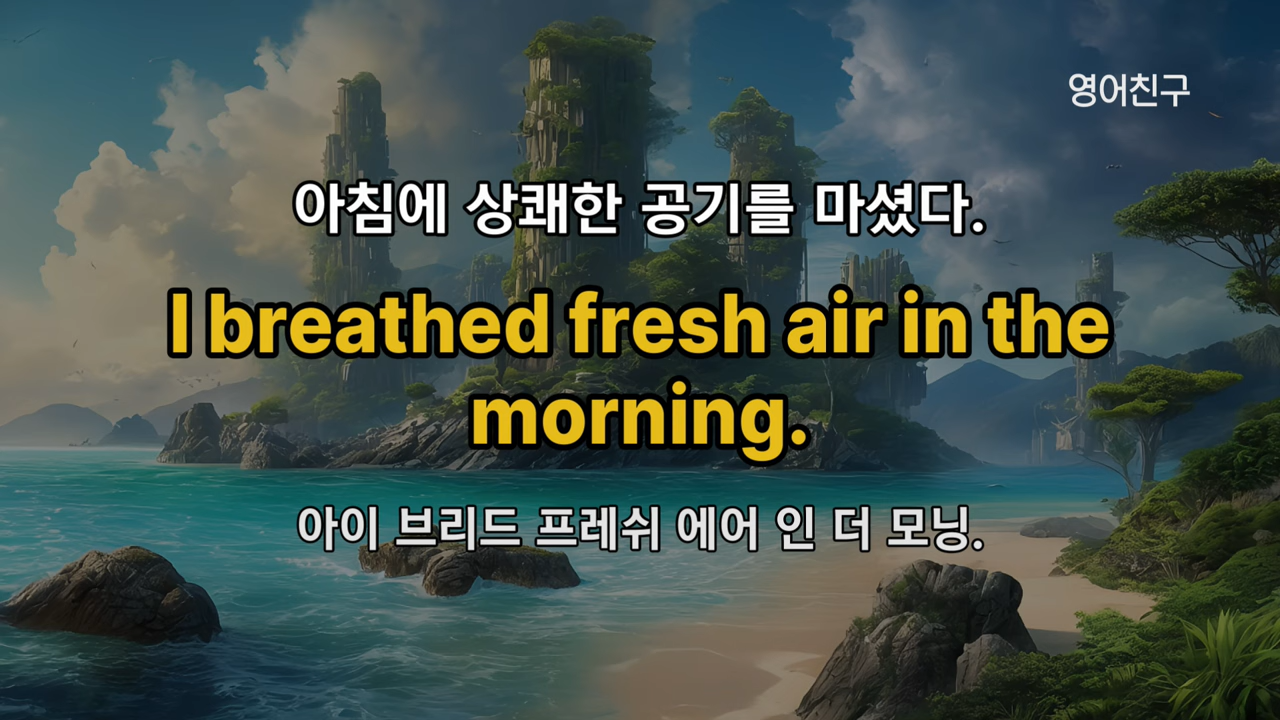 영어친구
아침에 상쾌한 공기를 마셨다.
I breathed fresh air in the
morning.
아이 브리드 프레쉬 에어 인 더 모닝.